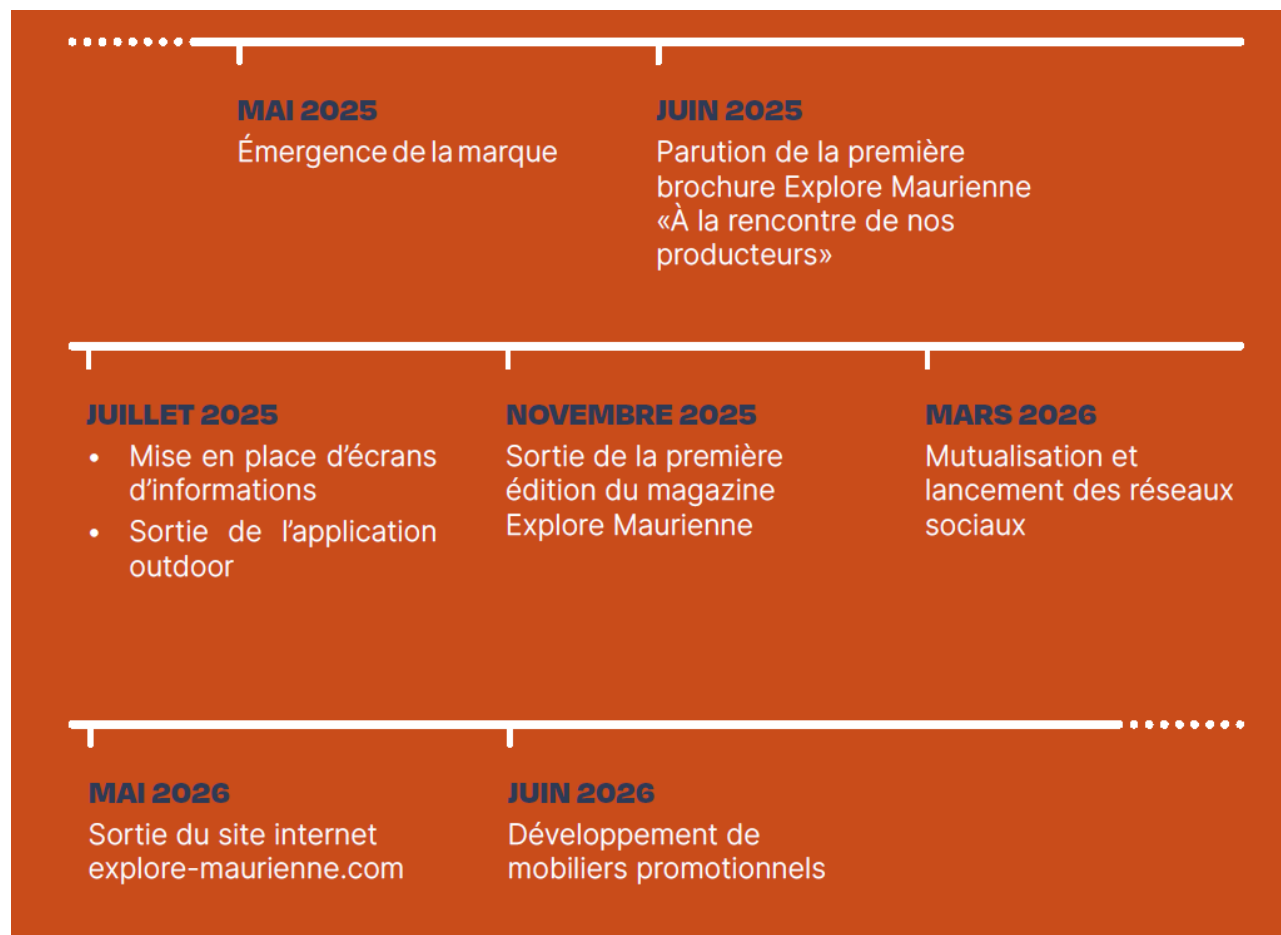 MAI 2025
Émergence de la marque
JUIN 2025
Parution de la première
brochure Explore Maurienne
«À la rencontre de nos
producteurs»
JUILLET 2025
• Mise en place d’écrans
d’informations
• Sortie de l’application
outdoor
NOVEMBRE 2025
Sortie de la première
édition du magazine
Explore Maurienne
MARS 2026
Mutualisation et
lancement des réseaux
sociaux
MAI 2026
Sortie du site internet
explore-maurienne.com
JUIN 2026
Développement de
mobiliers promotionnels